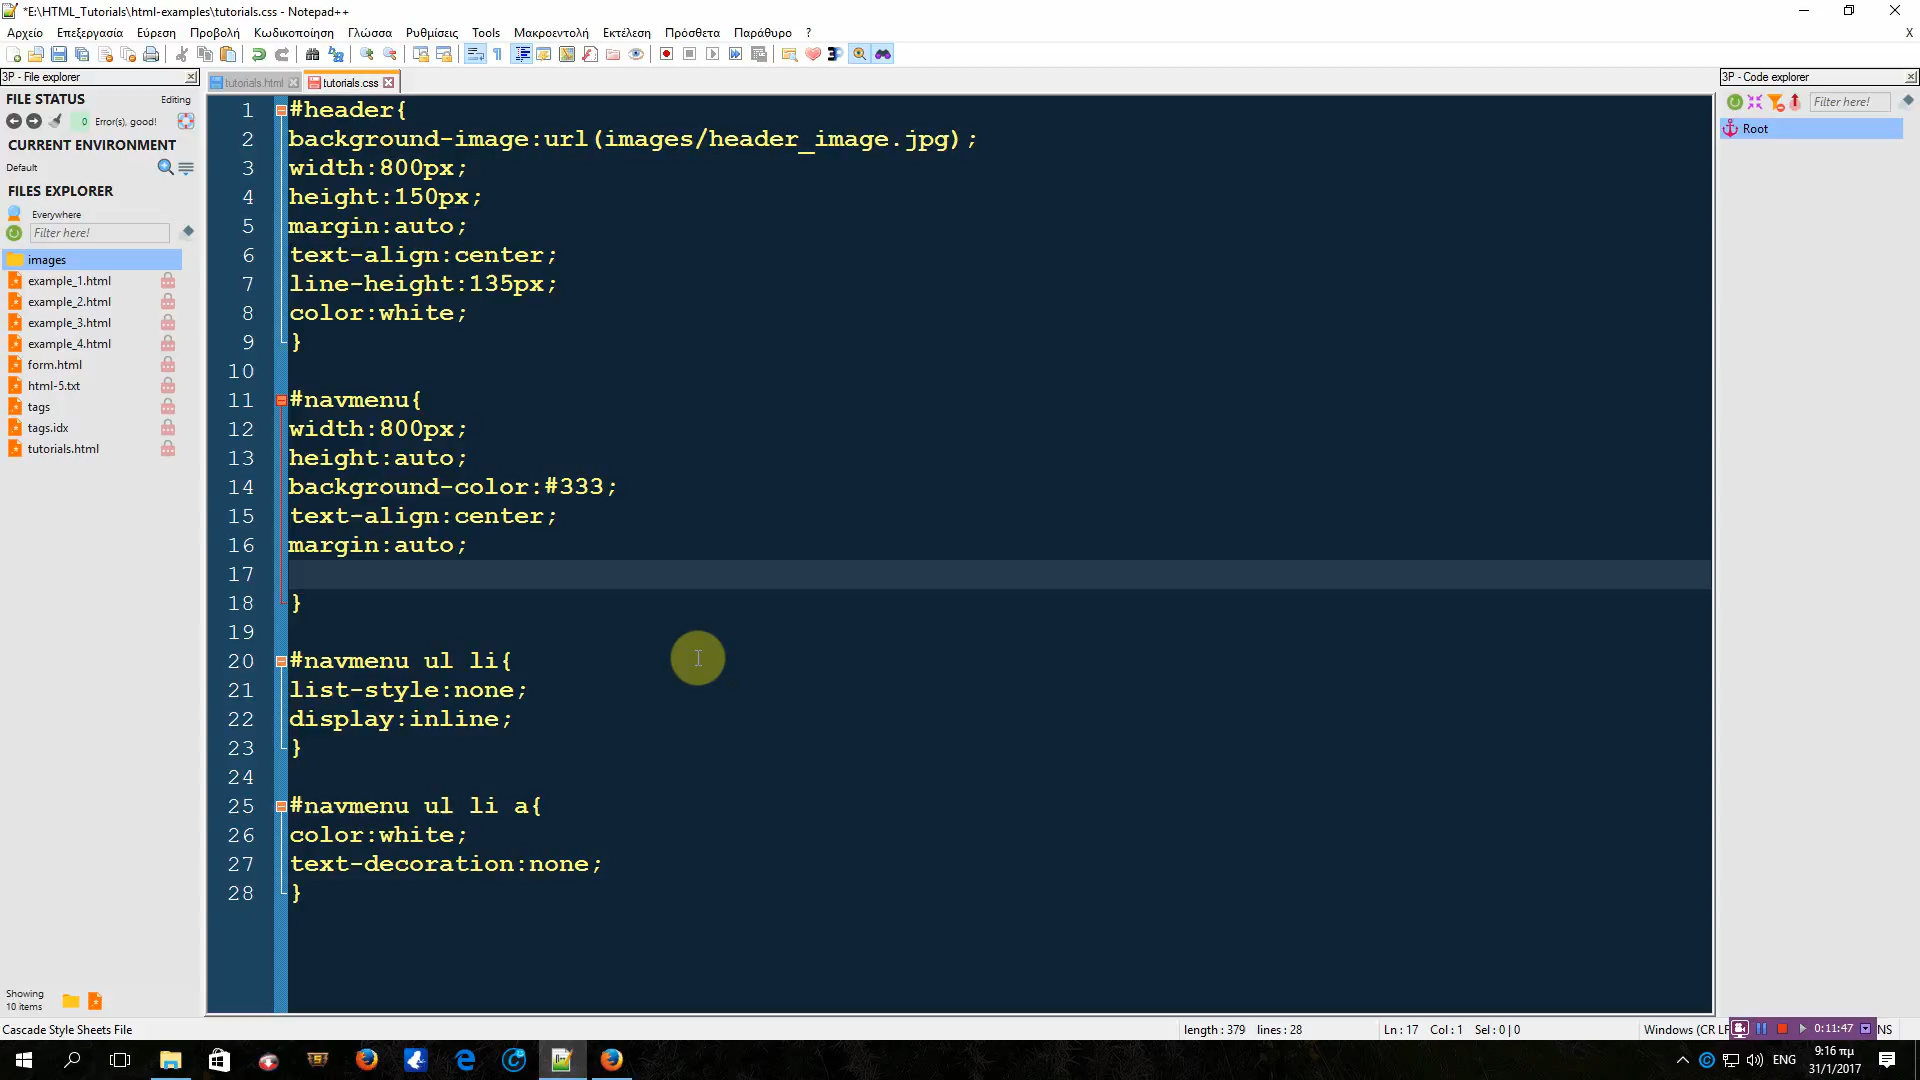 *E:\HTML_Tutorials\html-examples\tutorials.css - Notepad++
Αρχείο Επεξεργασία Εύρεση Προβολή Κωδικοποίηση Γλώσσα Ρυθμίσεις Tools Μακροεντολή Εκτέλεση Πρόσθετα Παράθυρο ? X
3P - File explorer
tutorials.html
tutorials.css
3P - Code explorer
FILE STATUS Editing
0 Error(s), good!
Filter here!
CURRENT ENVIRONMENT
Root
Default
FILES EXPLORER
Everywhere
Filter here!
images
example_1.html
example_2.html
example_3.html
example_4.html
form.html
html-5.txt
tags
tags.idx
tutorials.html
1 #header{
2 background-image:url(images/header_image.jpg);
3 width:800px;
4 height:150px;
5 margin:auto;
6 text-align:center;
7 line-height:135px;
8 color:white;
9 }
10
11 #navmenu{
12 width:800px;
13 height:auto;
14 background-color:#333;
15 text-align:center;
16 margin:auto;
17
18 }
19
20 #navmenu ul li{
21 list-style:none;
22 display:inline;
23 }
24
25 #navmenu ul li a{
26 color:white;
27 text-decoration:none;
28 }
Showing
10 items
Cascade Style Sheets File length : 379 lines : 28 Ln : 17 Col : 1 Sel : 0 | 0 Windows (CR LF 0:11:47 NS
ENG
9:16 πμ
31/1/2017